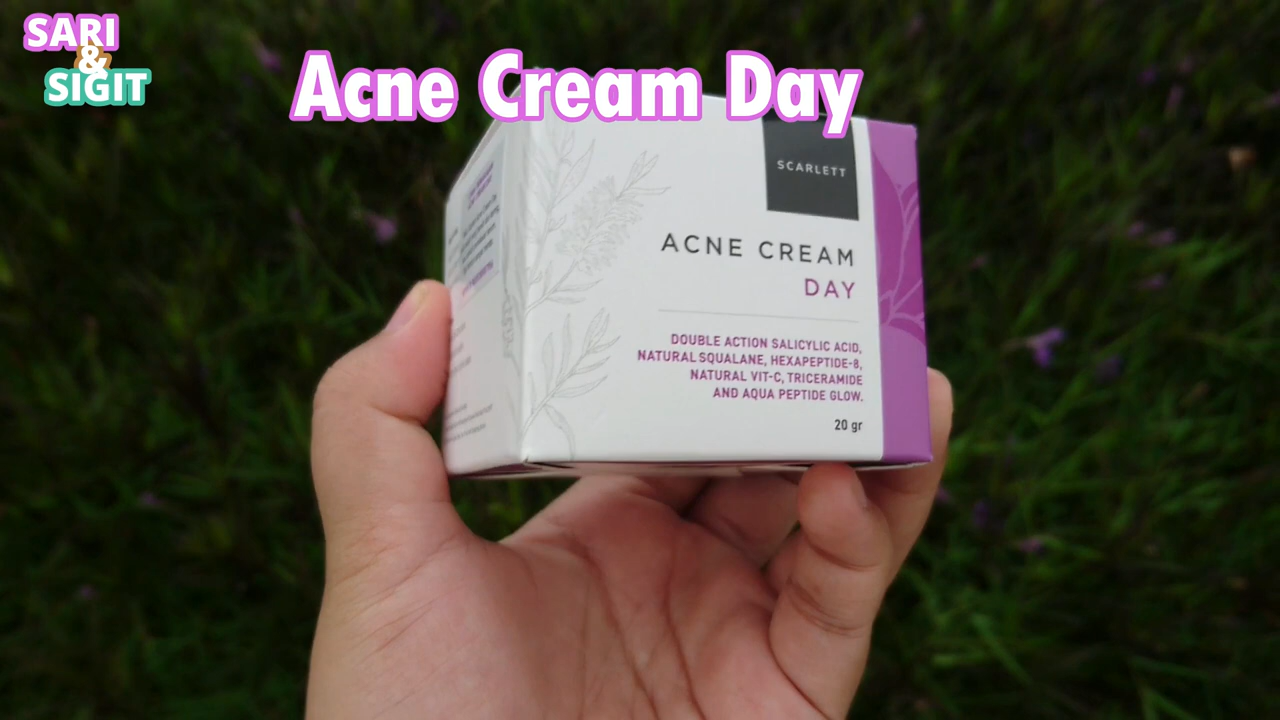 SARI
&
SIGIT
Acne Cream Day
SCARLETT
ACNE CREAM
DAY
DOUBLE ACTION SALICYLIC ACID,
NATURAL SQUALANE, HEXAPEPTIDE-8,
NATURAL VIT-C, TRICERAMIDE
AND AQUA PEPTIDE GLOW.
20 gr